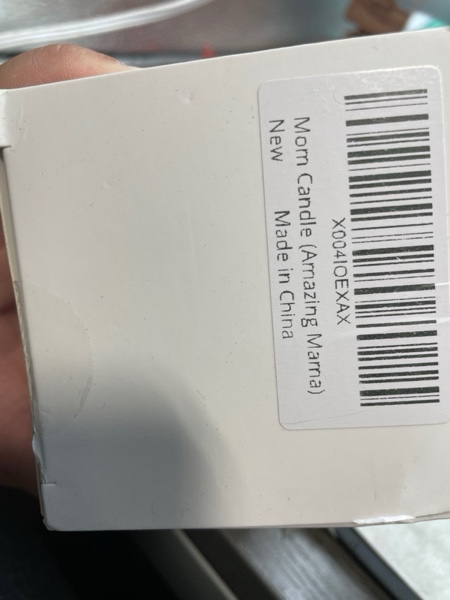 X004IOEXAX
Mom Candle (Amazing Mama)
New Made in China